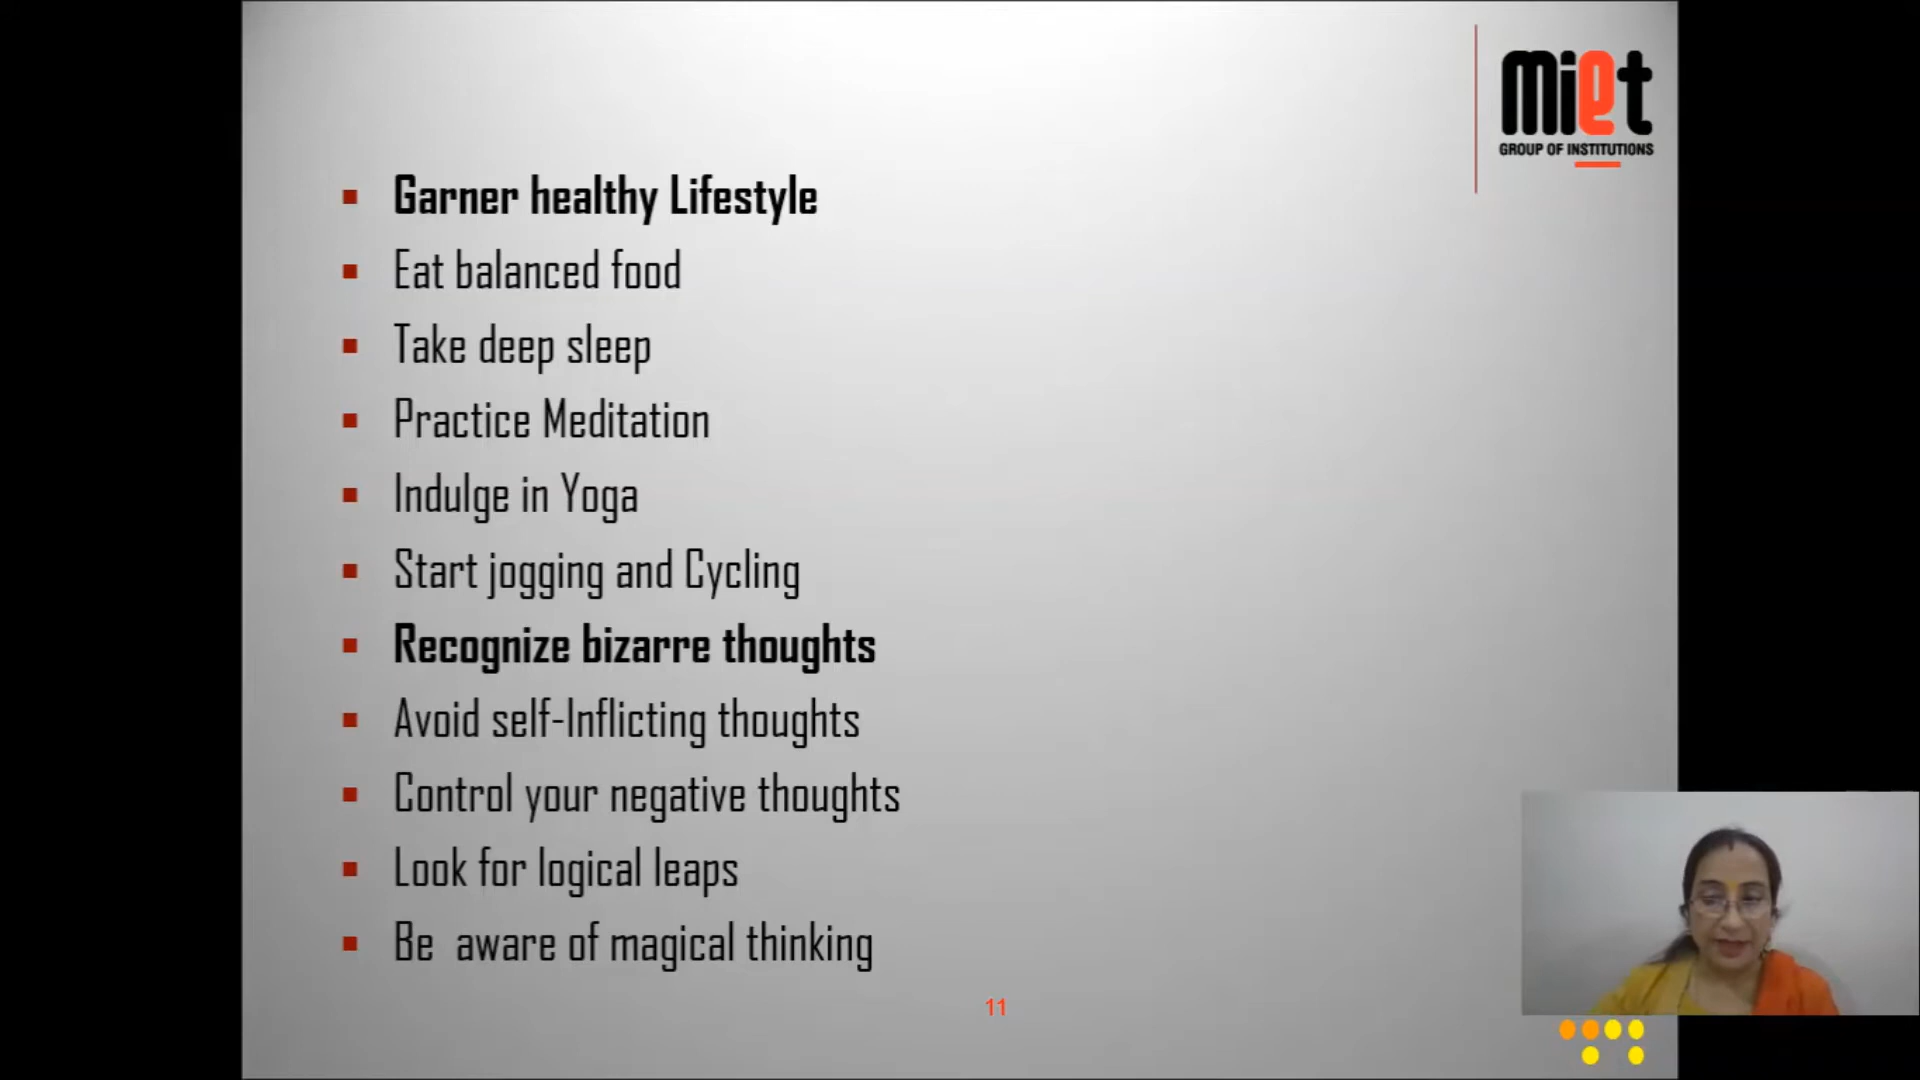 miet
GROUP OF INSTITUTIONS
Garner healthy Lifestyle
Eat balanced food
Take deep sleep
Practice Meditation
Indulge in Yoga
Start jogging and Cycling
Recognize bizarre thoughts
Avoid self-Inflicting thoughts
Control your negative thoughts
Look for logical leaps
Be aware of magical thinking
11